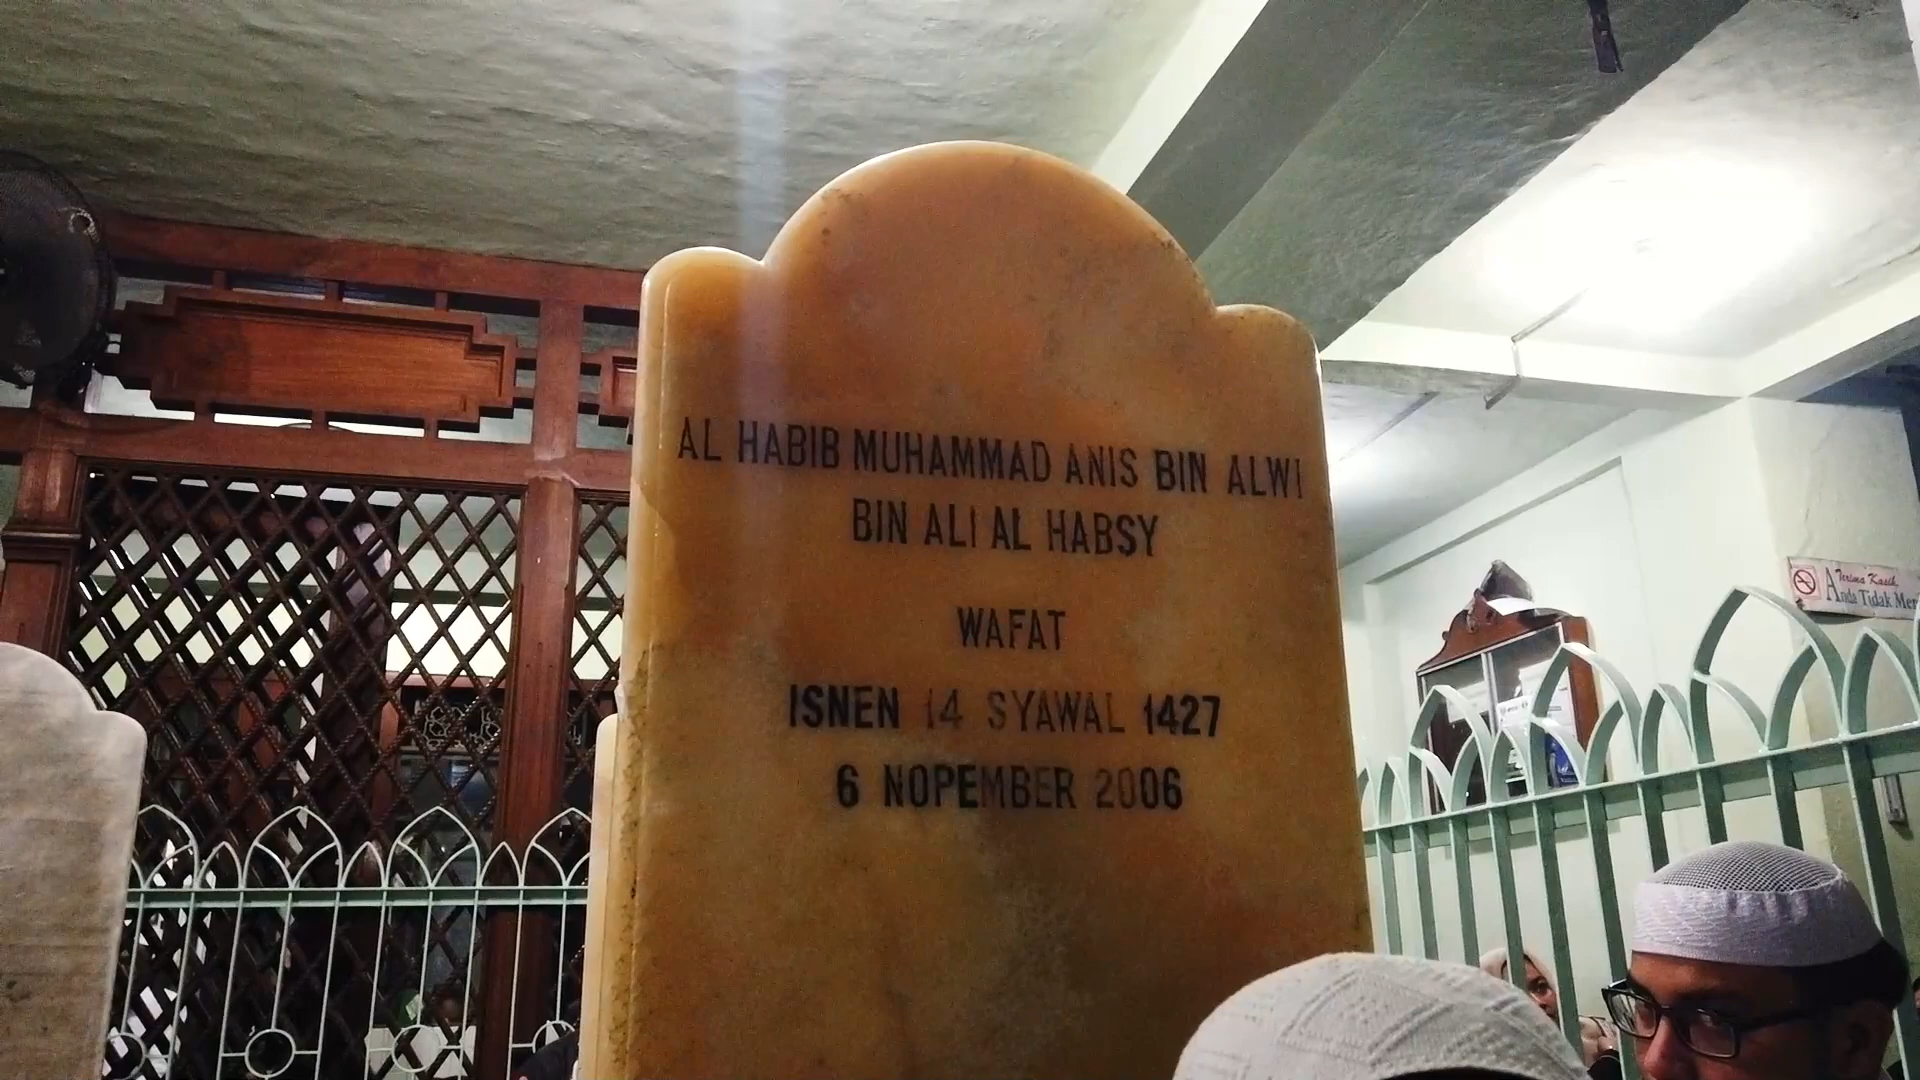 AL HABIB MUHAMMAD ANIS BIN ALWI
BIN ALI AL HABSY
WAFAT
ISNEN 14 SYAWAL 1427
6 NOPEMBER 2006
Terima Kasih,
Anda Tidak